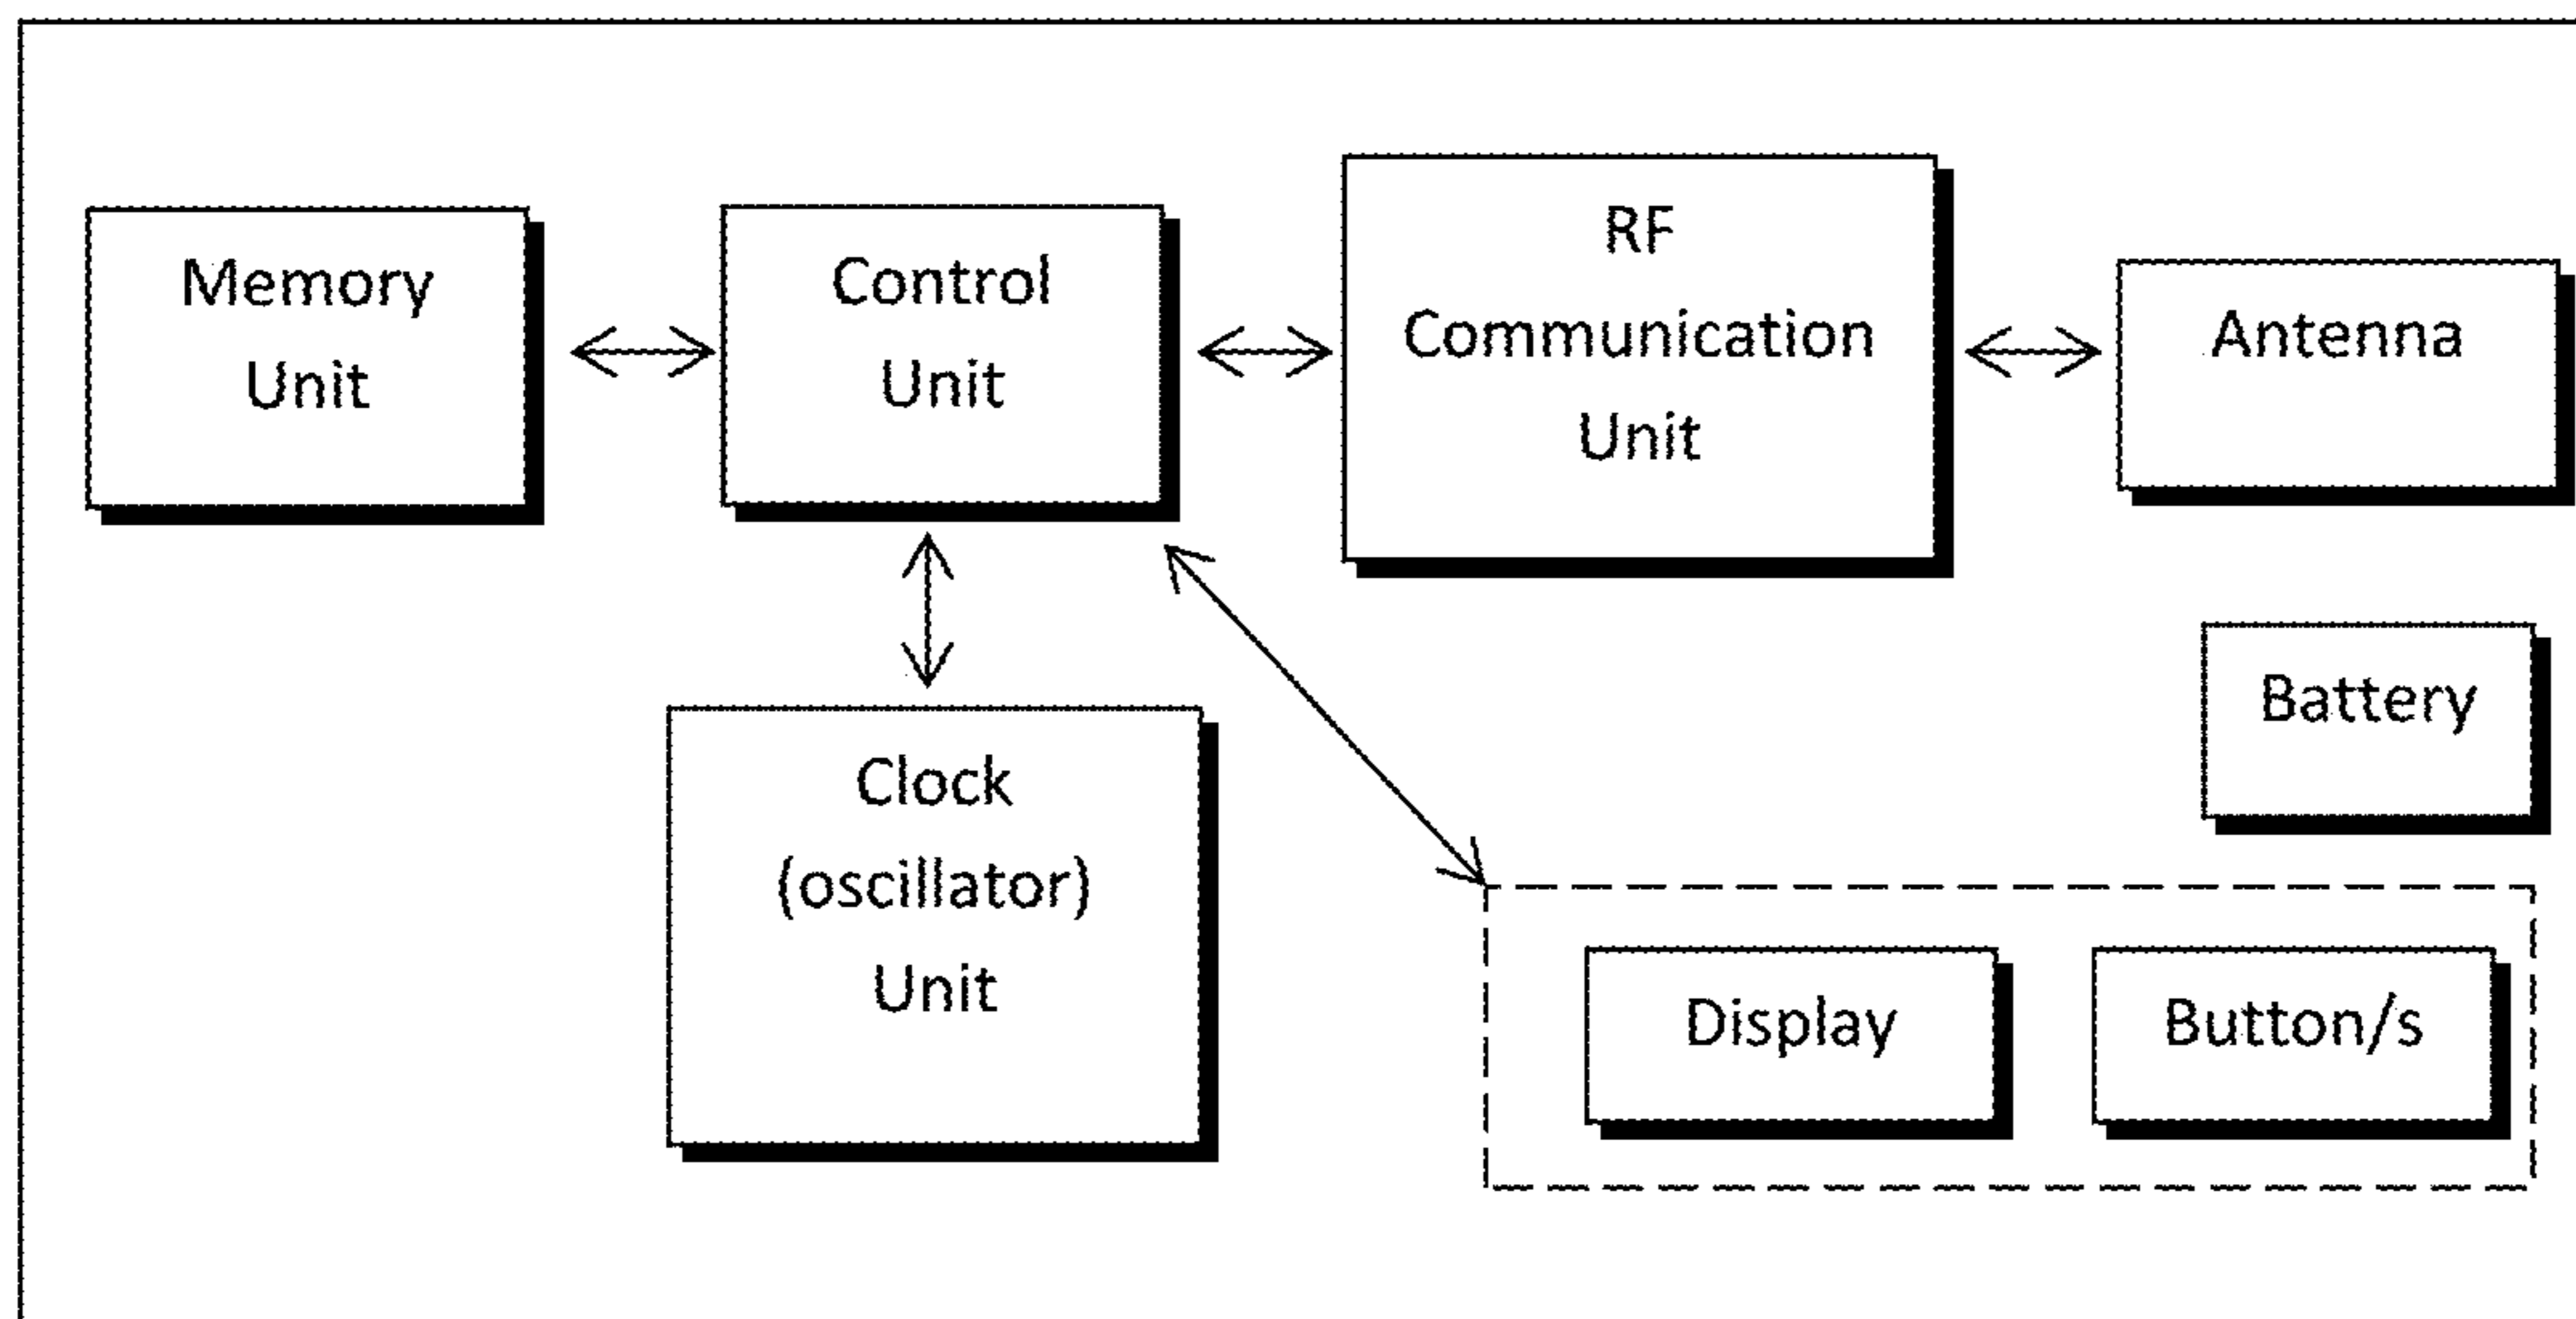 Memory
Unit
Control
Unit
RF
Communication
Unit
Antenna
Battery
Clock
(oscillator)
Unit
Display
Button/s